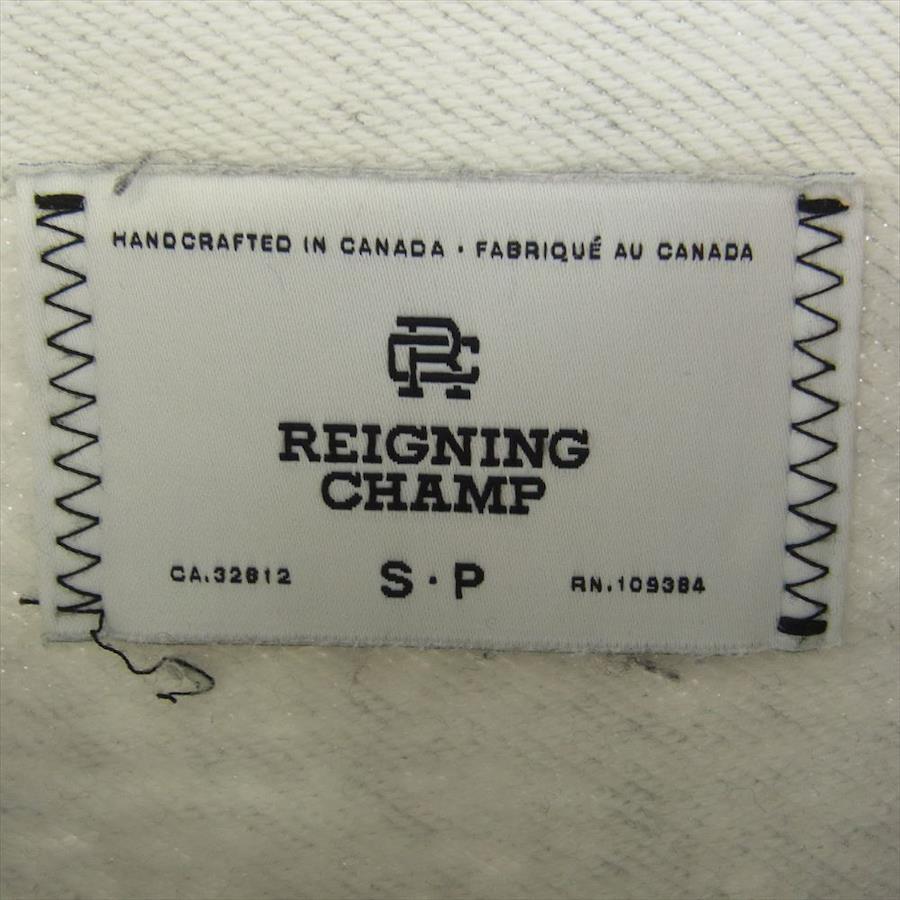 HANDCRAFTED IN CANADA · FABRIQUÉ AU CANADA
RC
REIGNING
CHAMP
CA.32812 S · P RN.109384